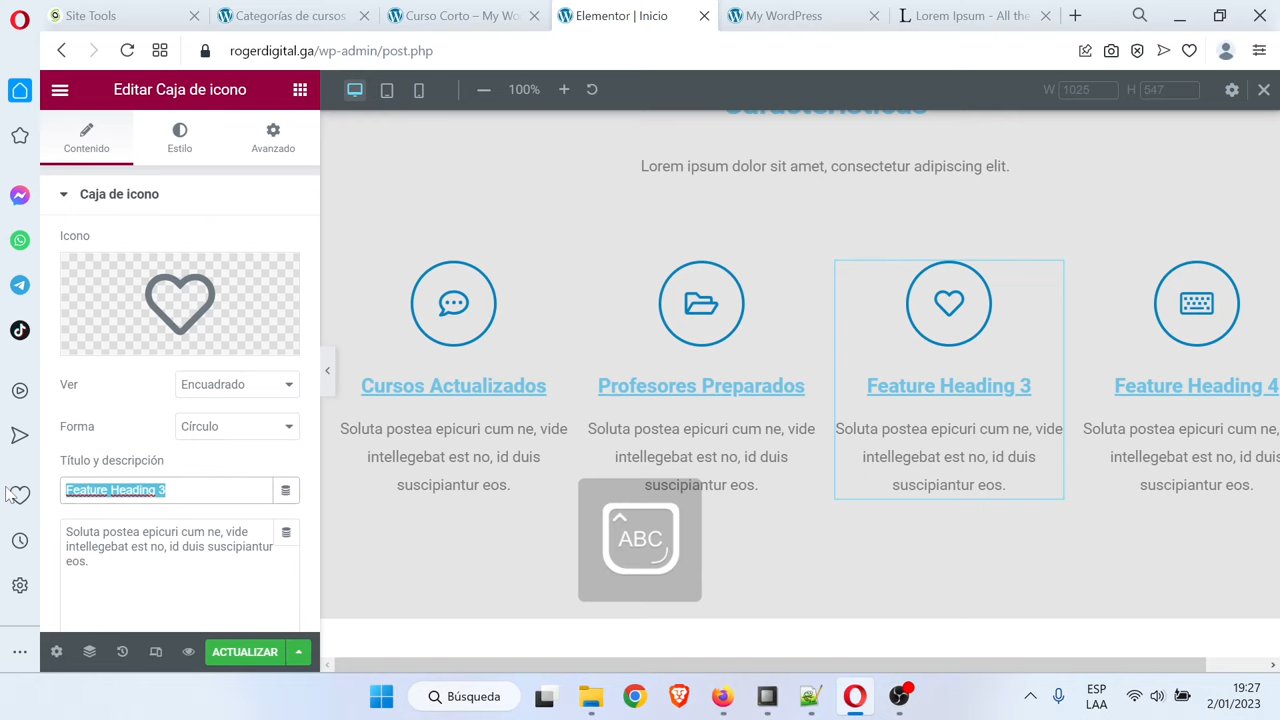 Site Tools
Categorías de cursos
Curso Corto – My Wo
Elementor | Inicio
My WordPress
Lorem Ipsum - All the
rogerdigital.ga/wp-admin/post.php
Editar Caja de icono
100%
W 1025 H 547
Contenido
Estilo
Avanzado
Caja de icono
Icono
Ver
Encuadrado
Forma
Círculo
Título y descripción
Feature Heading 3
Soluta postea epicuri cum ne, vide
intellegebat est no, id duis suscipiantur
eos.
ACTUALIZAR
Características
Lorem ipsum dolor sit amet, consectetur adipiscing elit.
Cursos Actualizados
Soluta postea epicuri cum ne, vide
intellegebat est no, id duis
suscipiantur eos.
Profesores Preparados
Soluta postea epicuri cum ne, vide
intellegebat est no, id duis
suscipiantur eos.
Feature Heading 3
Soluta postea epicuri cum ne, vide
intellegebat est no, id duis
suscipiantur eos.
Feature Heading 4
Soluta postea epicuri cum ne,
intellegebat est no, id duis
suscipiantur eos.
ABC
Búsqueda
ESP
LAA
19:27
2/01/2023